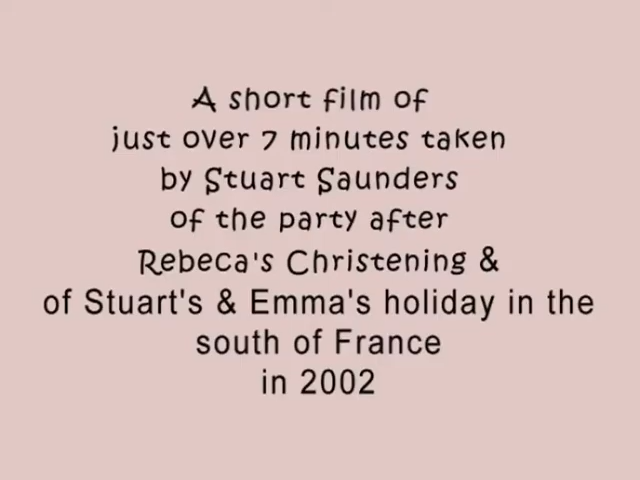 A short film of
just over 7 minutes taken
by Stuart Saunders
of the party after
Rebeca's Christening &
of Stuart's & Emma's holiday in the
south of France
in 2002